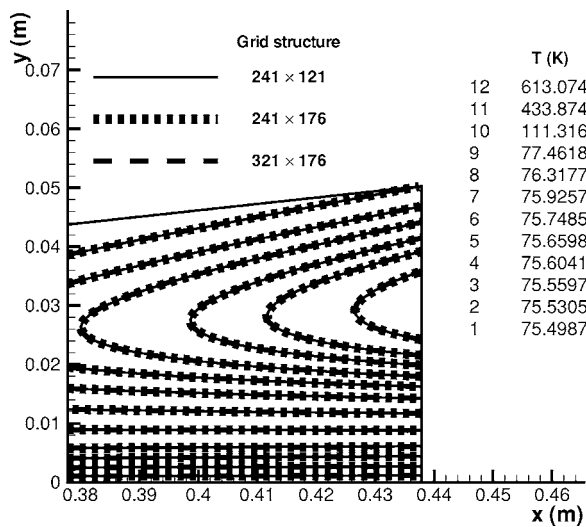 y (m)
Grid structure
241 × 121
241 × 176
321 × 176
T (K)
12 613.074
11 433.874
10 111.316
9 77.4618
8 76.3177
7 75.9257
6 75.7485
5 75.6598
4 75.6041
3 75.5597
2 75.5305
1 75.4987
0.07
0.06
0.05
0.04
0.03
0.02
0.01
0
0.38 0.39 0.4 0.41 0.42 0.43 0.44 0.45 0.46
x (m)